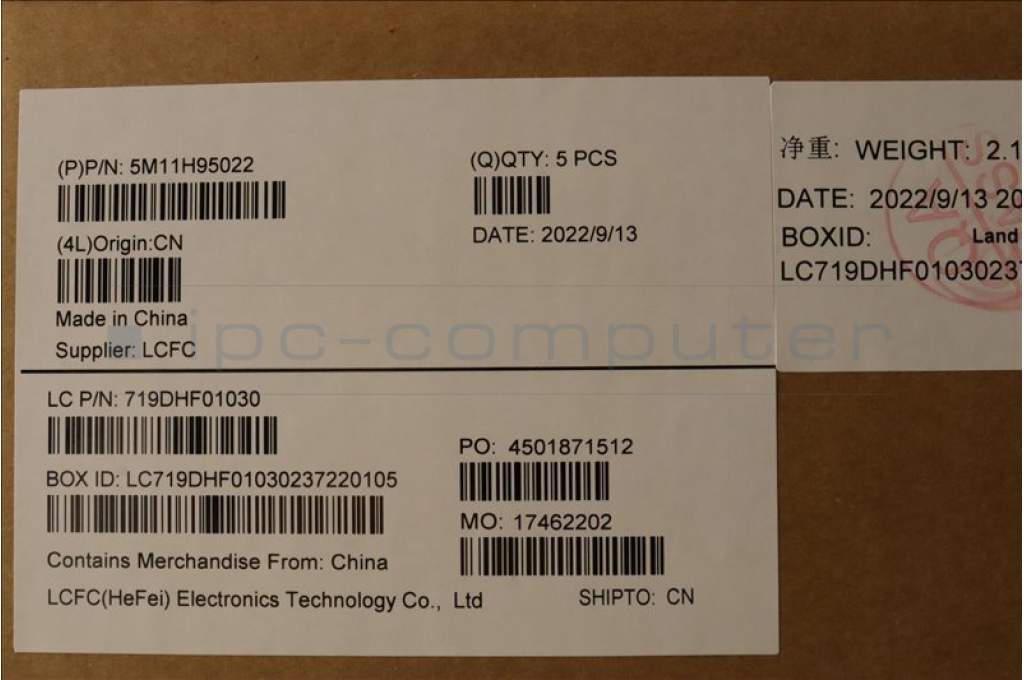 (P)P/N: 5M11H95022
(Q)QTY: 5 PCS
(4L)Origin:CN
DATE: 2022/9/13
Made in China
Supplier: LCFC
净重: WEIGHT: 2.1
DATE: 2022/9/13 20
BOXID: Land
LC719DHF0103023
ipc-computer
LC P/N: 719DHF01030
PO: 4501871512
BOX ID: LC719DHF01030237220105
MO: 17462202
Contains Merchandise From: China
LCFC(HeFei) Electronics Technology Co., Ltd
SHIPTO: CN